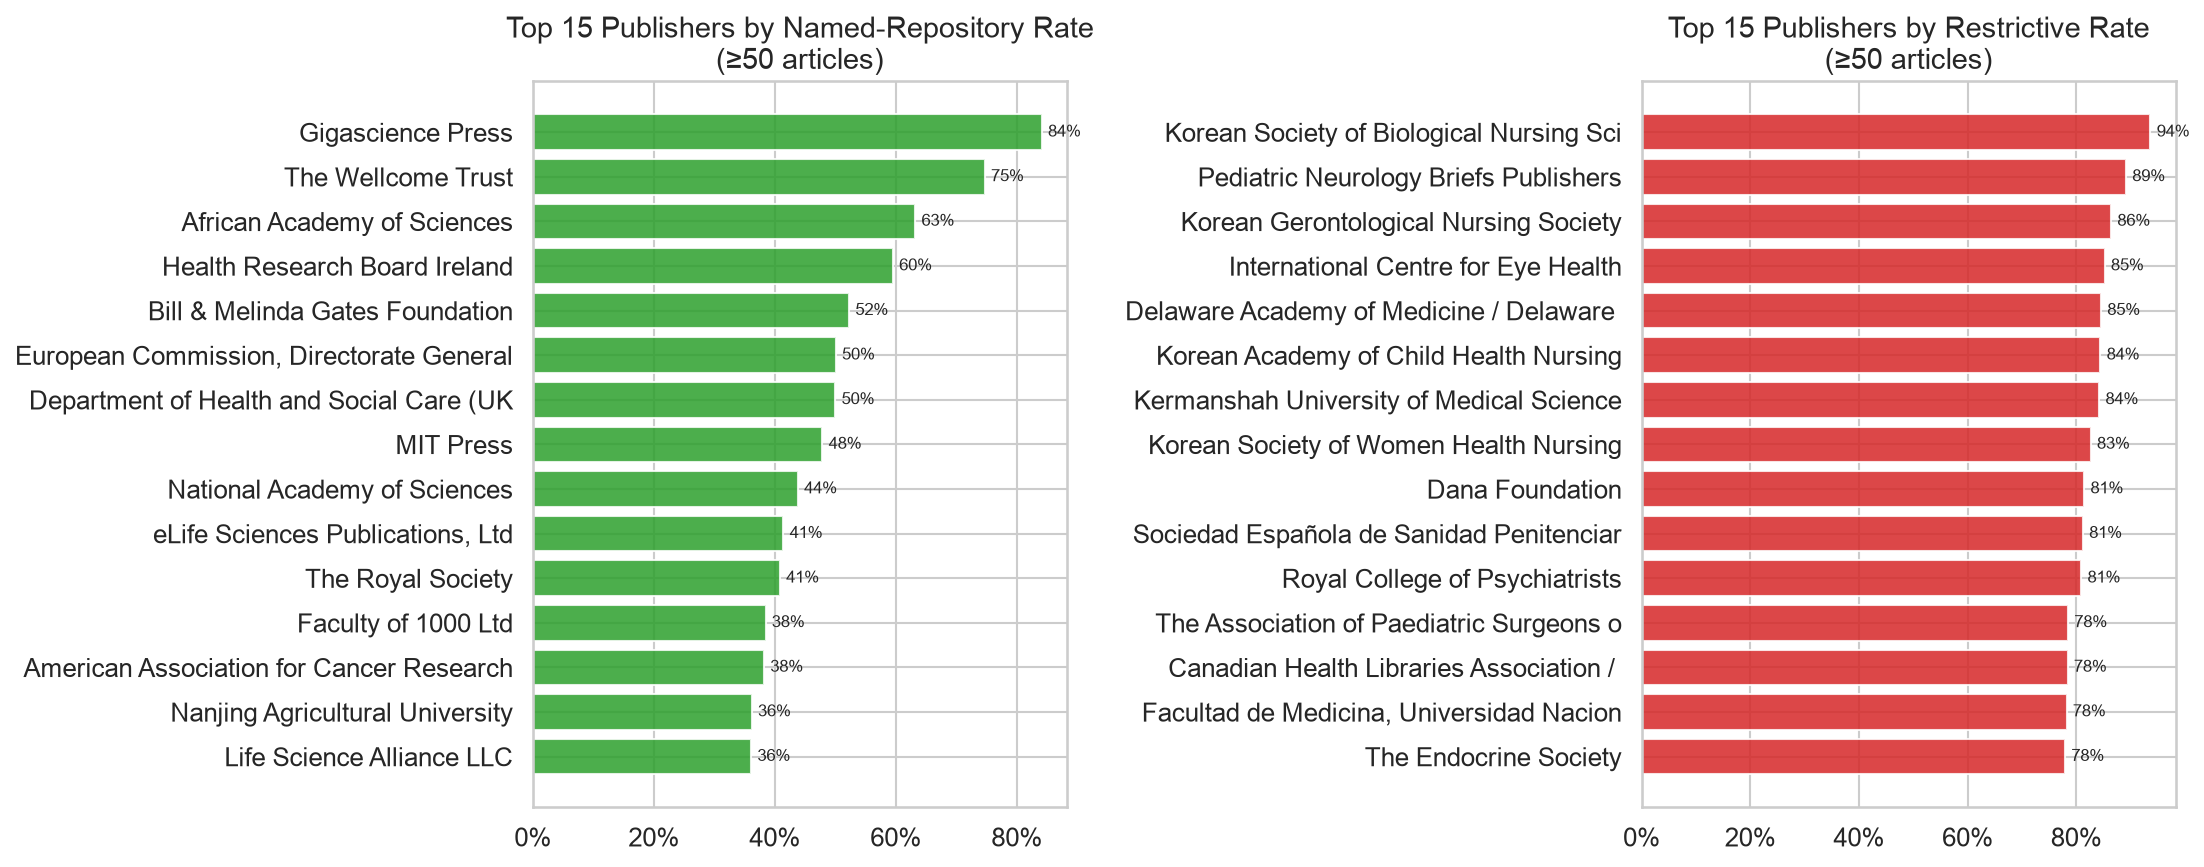 Top 15 Publishers by Named-Repository Rate
(≥50 articles)
Gigascience Press 84%
The Wellcome Trust 75%
African Academy of Sciences 63%
Health Research Board Ireland 60%
Bill & Melinda Gates Foundation 52%
European Commission, Directorate General 50%
Department of Health and Social Care (UK 50%
MIT Press 48%
National Academy of Sciences 44%
eLife Sciences Publications, Ltd 41%
The Royal Society 41%
Faculty of 1000 Ltd 38%
American Association for Cancer Research 38%
Nanjing Agricultural University 36%
Life Science Alliance LLC 36%
0% 20% 40% 60% 80%
Top 15 Publishers by Restrictive Rate
(≥50 articles)
Korean Society of Biological Nursing Sci 94%
Pediatric Neurology Briefs Publishers 89%
Korean Gerontological Nursing Society 86%
International Centre for Eye Health 85%
Delaware Academy of Medicine / Delaware 85%
Korean Academy of Child Health Nursing 84%
Kermanshah University of Medical Science 84%
Korean Society of Women Health Nursing 83%
Dana Foundation 81%
Sociedad Española de Sanidad Penitenciar 81%
Royal College of Psychiatrists 81%
The Association of Paediatric Surgeons o 78%
Canadian Health Libraries Association / 78%
Facultad de Medicina, Universidad Nacion 78%
The Endocrine Society 78%
0% 20% 40% 60% 80%